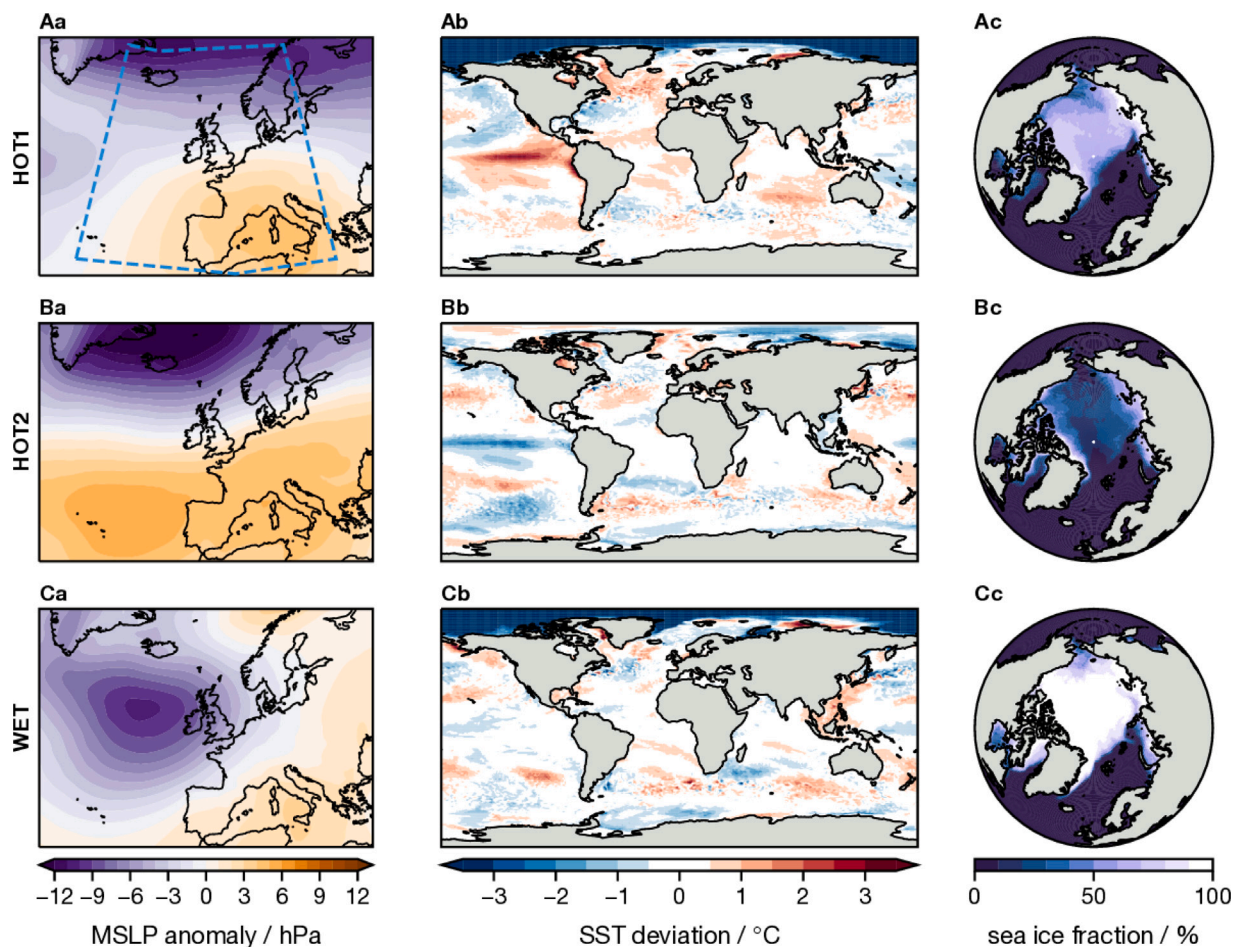 Aa Ab Ac
HOT1
Ba Bb Bc
HOT2
Ca Cb Cc
WET
−12 −9 −6 −3 0 3 6 9 12 −3 −2 −1 0 1 2 3 0 50 100
MSLP anomaly / hPa SST deviation / °C sea ice fraction / %